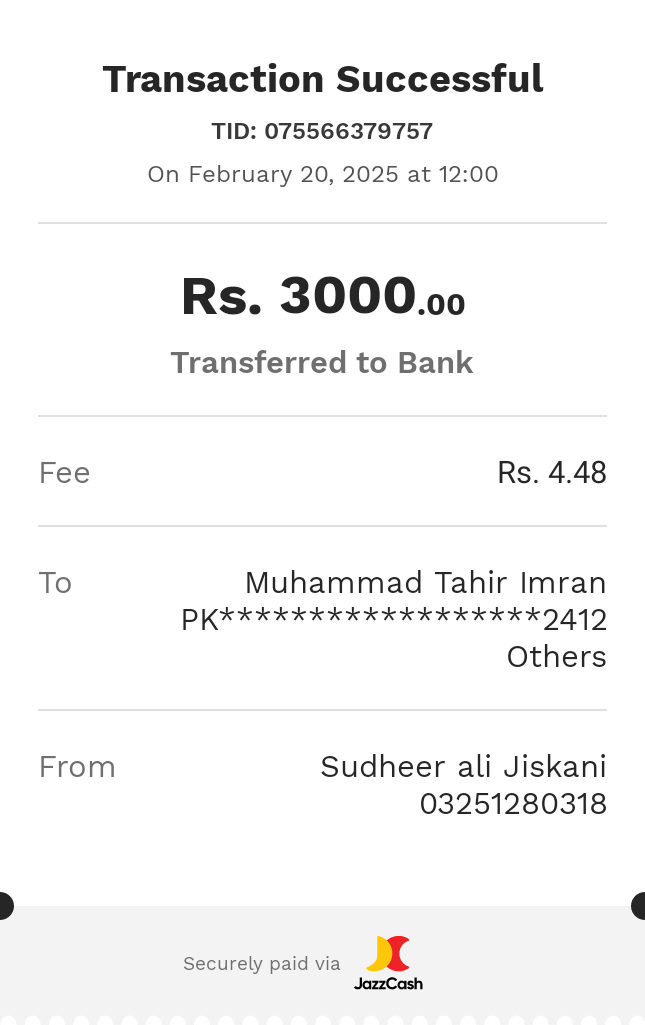 Transaction Successful
TID: 075566379757
On February 20, 2025 at 12:00
Rs. 3000.00
Transferred to Bank
Fee Rs. 4.48
To Muhammad Tahir Imran
PK******************2412
Others
From Sudheer ali Jiskani
03251280318
Securely paid via JazzCash